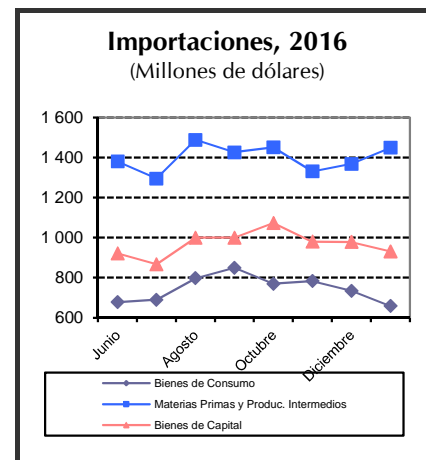 Importaciones, 2016
(Millones de dólares)
1 600
1 400
1 200
1 000
800
600
Junio
Agosto
Octubre
Diciembre
Bienes de Consumo
Materias Primas y Produc. Intermedios
Bienes de Capital